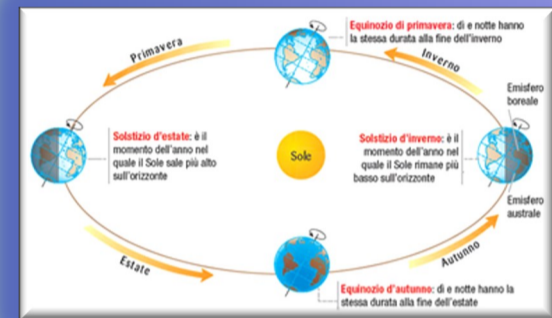 Equinozio di primavera: dì e notte hanno
la stessa durata alla fine dell'inverno
Primavera
Inverno
Emisfero
boreale
Solstizio d'estate: è il
momento dell'anno nel
quale il Sole sale più alto
sull'orizzonte
Sole
Solstizio d'inverno: è il
momento dell'anno nel
quale il Sole rimane più
basso sull'orizzonte
Emisfero
australe
Estate
Autunno
Equinozio d'autunno: dì e notte hanno la
stessa durata alla fine dell'estate